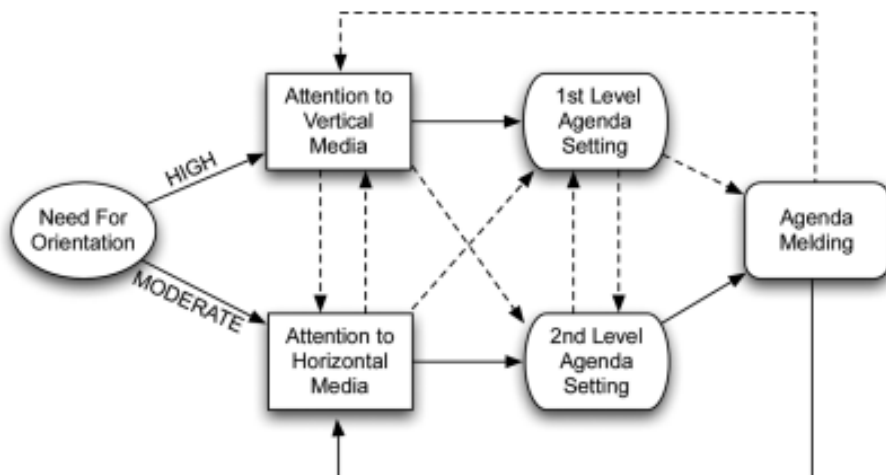 Attention to
Vertical
Media
1st Level
Agenda
Setting
HIGH
Need For
Orientation
Agenda
Melding
MODERATE
Attention to
Horizontal
Media
2nd Level
Agenda
Setting